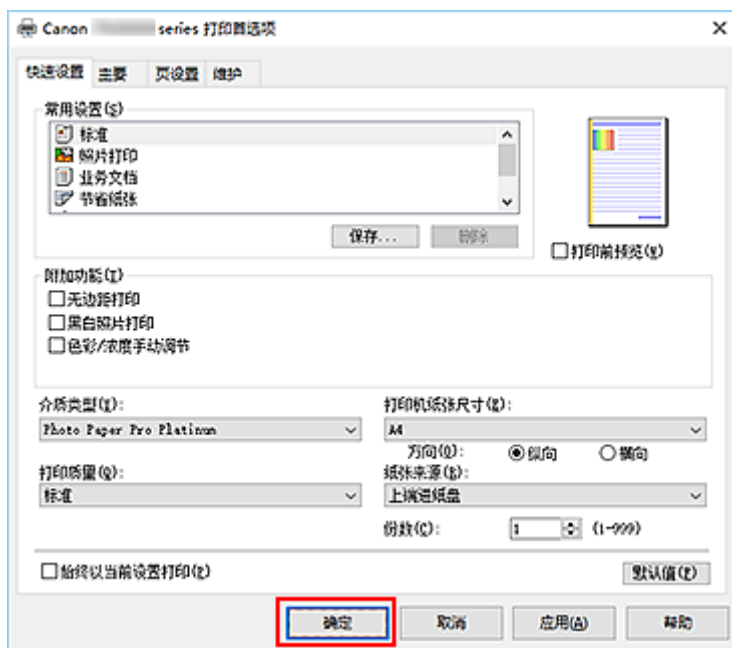 Canon series 打印首选项
快速设置 主要 页设置 维护
常用设置(S)
标准
照片打印
业务文档
节省纸张
保存... 删除
打印前预览(W)
附加功能(I)
无边距打印
黑白照片打印
色彩/浓度手动调节
介质类型(Y):
Photo Paper Pro Platinum
打印机纸张尺寸(Z):
A4
方向(O): 纵向 横向
打印质量(Q):
标准
纸张来源(B):
上端进纸盘
份数(C): 1 (1-999)
始终以当前设置打印(R)
默认值(F)
确定 取消 应用(A) 帮助